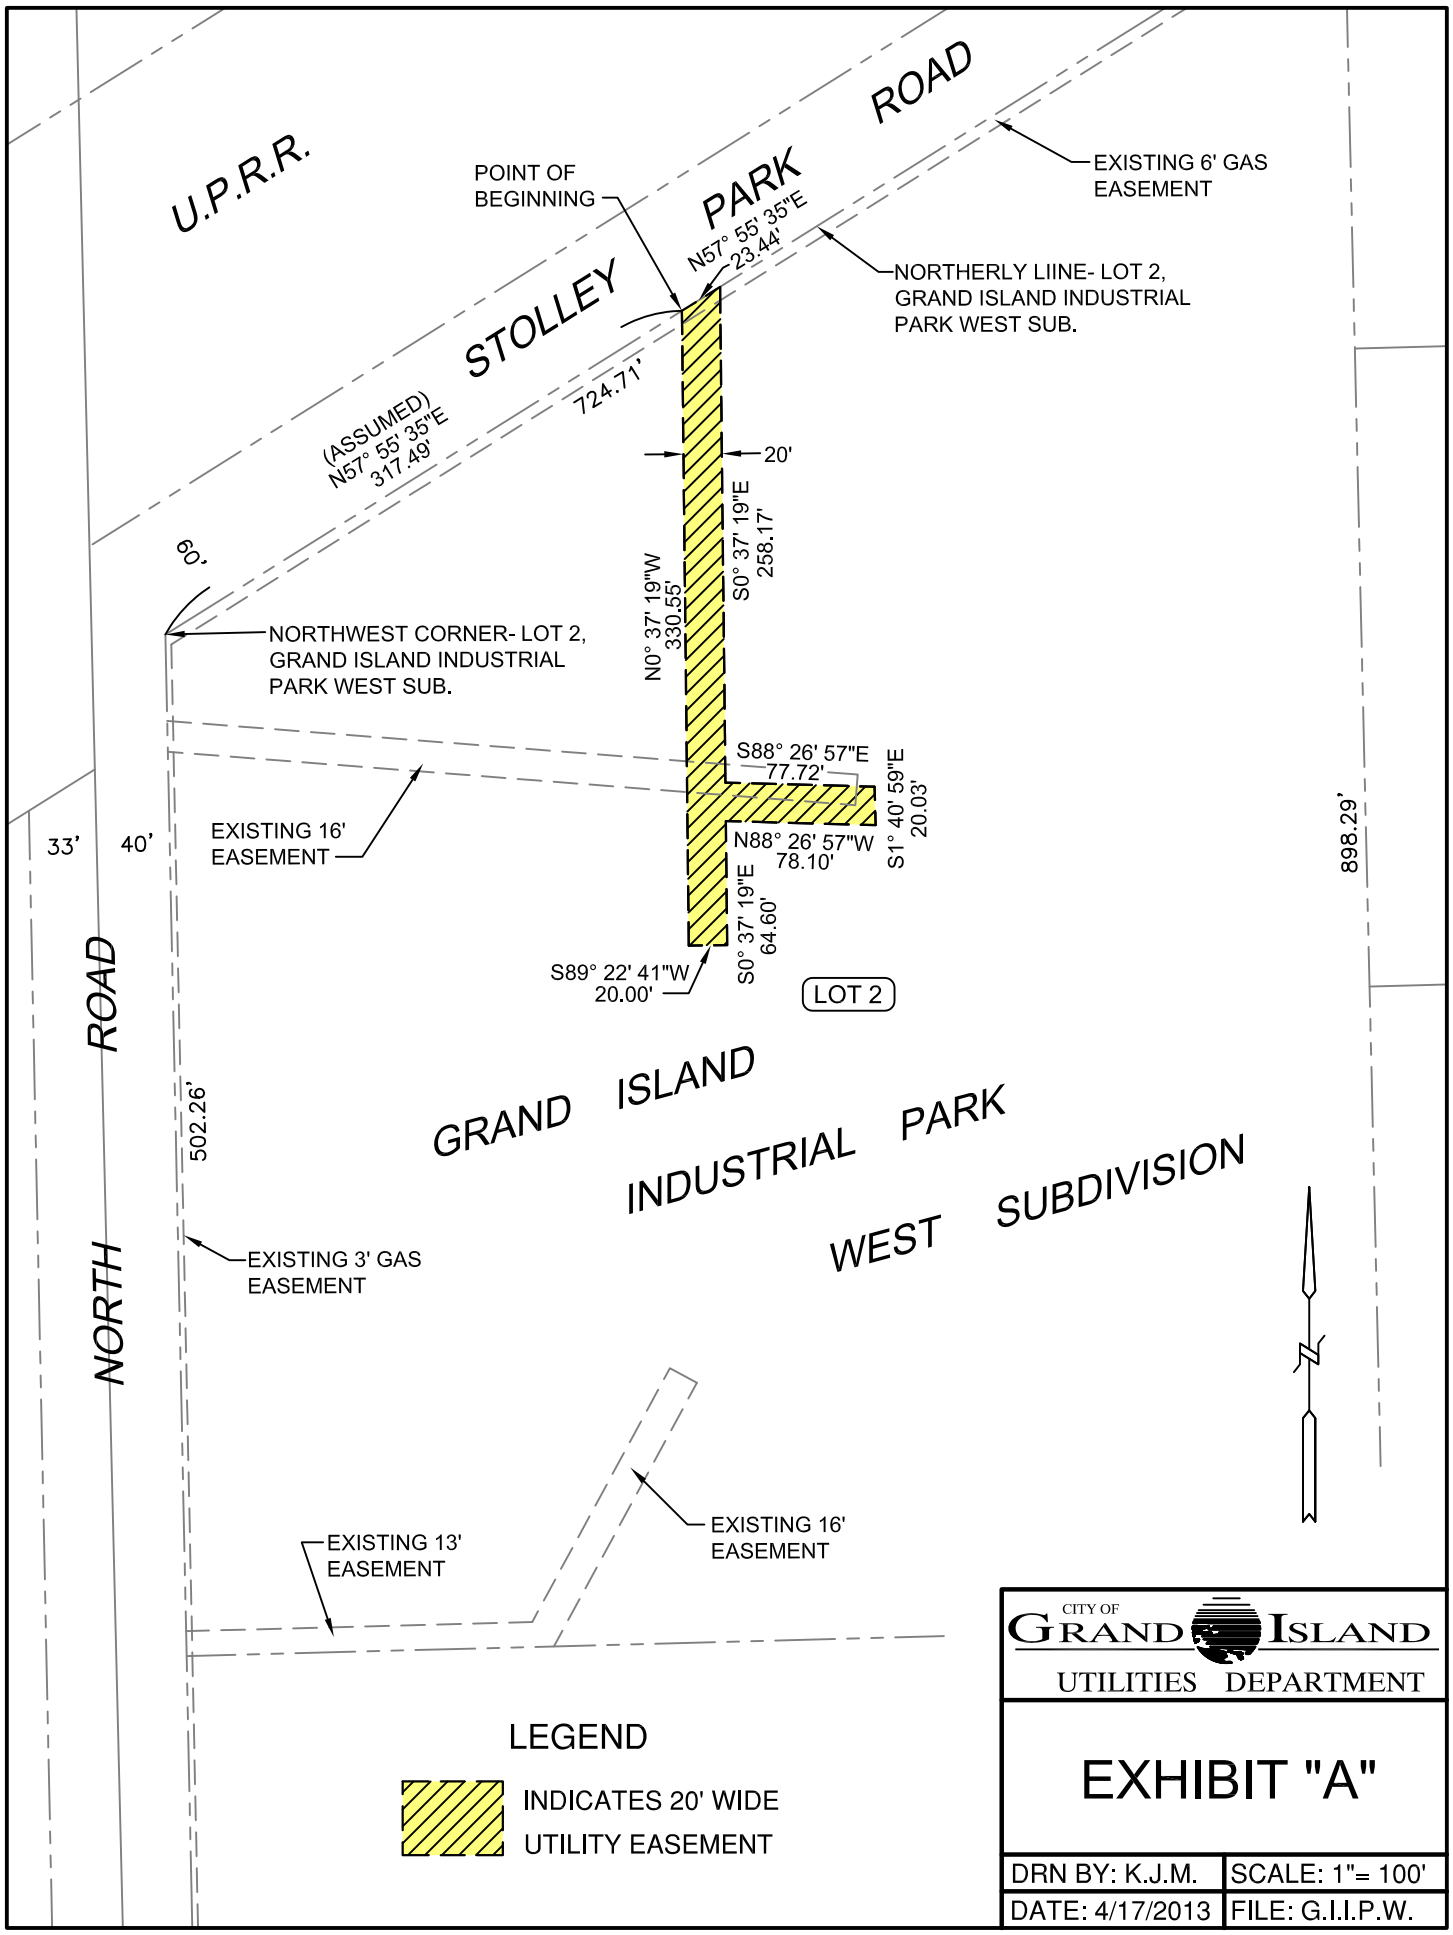 U.P.R.R.
STOLLEY
PARK
ROAD
POINT OF
BEGINNING
EXISTING 6' GAS
EASEMENT
N57° 55' 35"E
23.44'
NORTHERLY LIINE- LOT 2,
GRAND ISLAND INDUSTRIAL
PARK WEST SUB.
724.71'
(ASSUMED)
N57° 55' 35"E
317.49'
20'
S0° 37' 19"E
258.17'
N0° 37' 19"W
330.55'
60'
NORTHWEST CORNER- LOT 2,
GRAND ISLAND INDUSTRIAL
PARK WEST SUB.
S88° 26' 57"E
77.72'
S1° 40' 59"E
20.03'
33'
40'
EXISTING 16'
EASEMENT
N88° 26' 57"W
78.10'
898.29'
S0° 37' 19"E
64.60'
S89° 22' 41"W
20.00'
LOT 2
NORTH
ROAD
502.26'
GRAND ISLAND
INDUSTRIAL PARK
WEST SUBDIVISION
EXISTING 3' GAS
EASEMENT
N
EXISTING 16'
EASEMENT
EXISTING 13'
EASEMENT
LEGEND
INDICATES 20' WIDE
UTILITY EASEMENT
CITY OF
GRAND ISLAND
UTILITIES DEPARTMENT
EXHIBIT "A"
DRN BY: K.J.M.
SCALE: 1"= 100'
DATE: 4/17/2013
FILE: G.I.I.P.W.